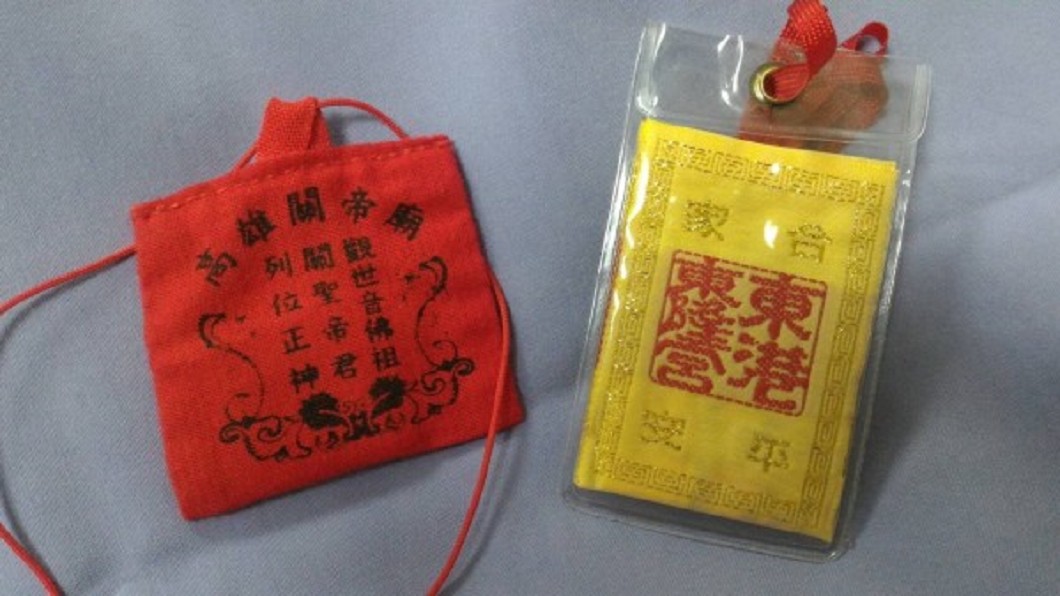 高雄關帝廟
觀世音佛祖
關聖帝君
列位正神
合家
東港
東隆宮
平安